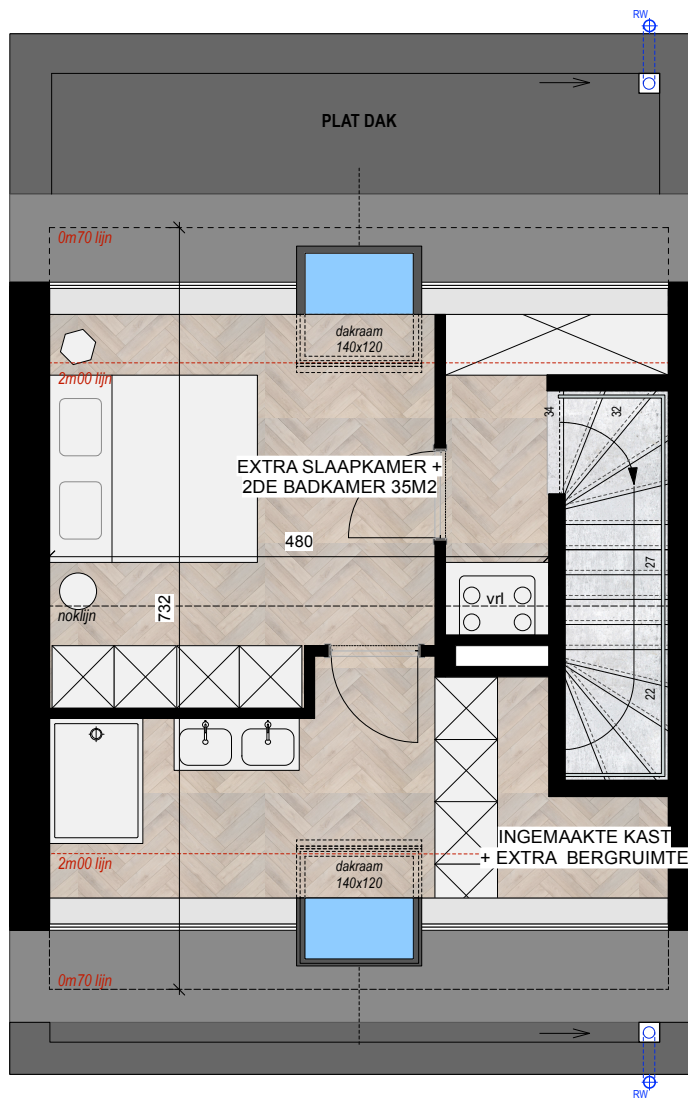 RW
PLAT DAK
0m70 lijn
dakraam
140x120
2m00 lijn
34
32
EXTRA SLAAPKAMER +
2DE BADKAMER 35M2
480
27
vrl
noklijn
732
22
INGEMAAKTE KAST
+ EXTRA BERGRUIMTE
2m00 lijn
dakraam
140x120
0m70 lijn
RW